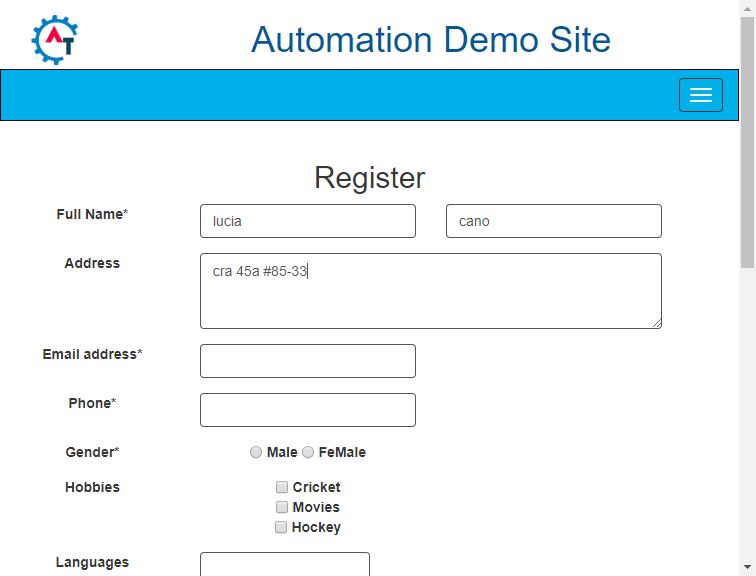 AT
Automation Demo Site
Register
Full Name*
lucia
cano
Address
cra 45a #85-33
Email address*
Phone*
Gender*
Male
FeMale
Hobbies
Cricket
Movies
Hockey
Languages